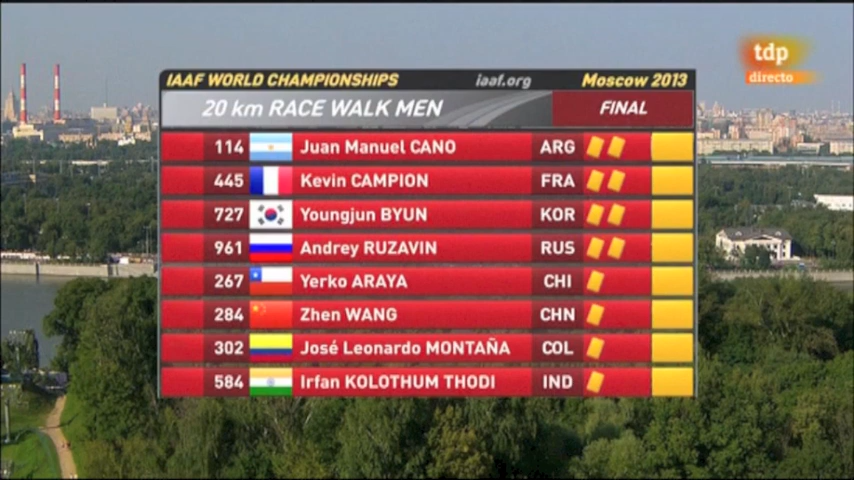 tdp
directo
IAAF WORLD CHAMPIONSHIPS iaaf.org Moscow 2013
20 km RACE WALK MEN FINAL
114 Juan Manuel CANO ARG
445 Kevin CAMPION FRA
727 Youngjun BYUN KOR
961 Andrey RUZAVIN RUS
267 Yerko ARAYA CHI
284 Zhen WANG CHN
302 José Leonardo MONTAÑA COL
584 Irfan KOLOTHUM THODI IND